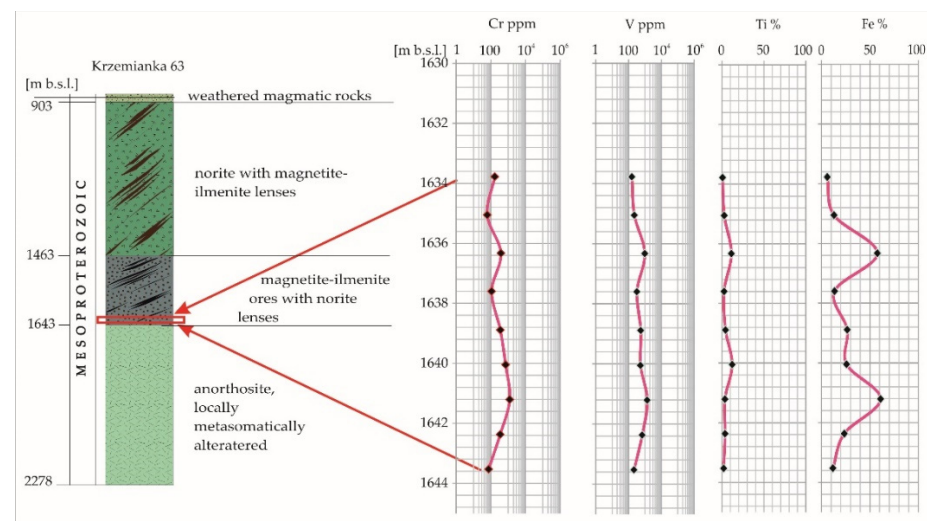 Krzemianka 63
[m b.s.l.]
903
1463
1643
2278
MESOPROTEROZOIC
weathered magmatic rocks
norite with magnetite-
ilmenite lenses
magnetite-ilmenite
ores with norite
lenses
anorthosite,
locally
metasomatically
alteratered
Cr ppm
[m b.s.l.] 1 100 10⁴ 10⁶
1630
1632
1634
1636
1638
1640
1642
1644
V ppm
1 100 10⁴ 10⁶
Ti %
0 50 100
Fe %
0 50 100